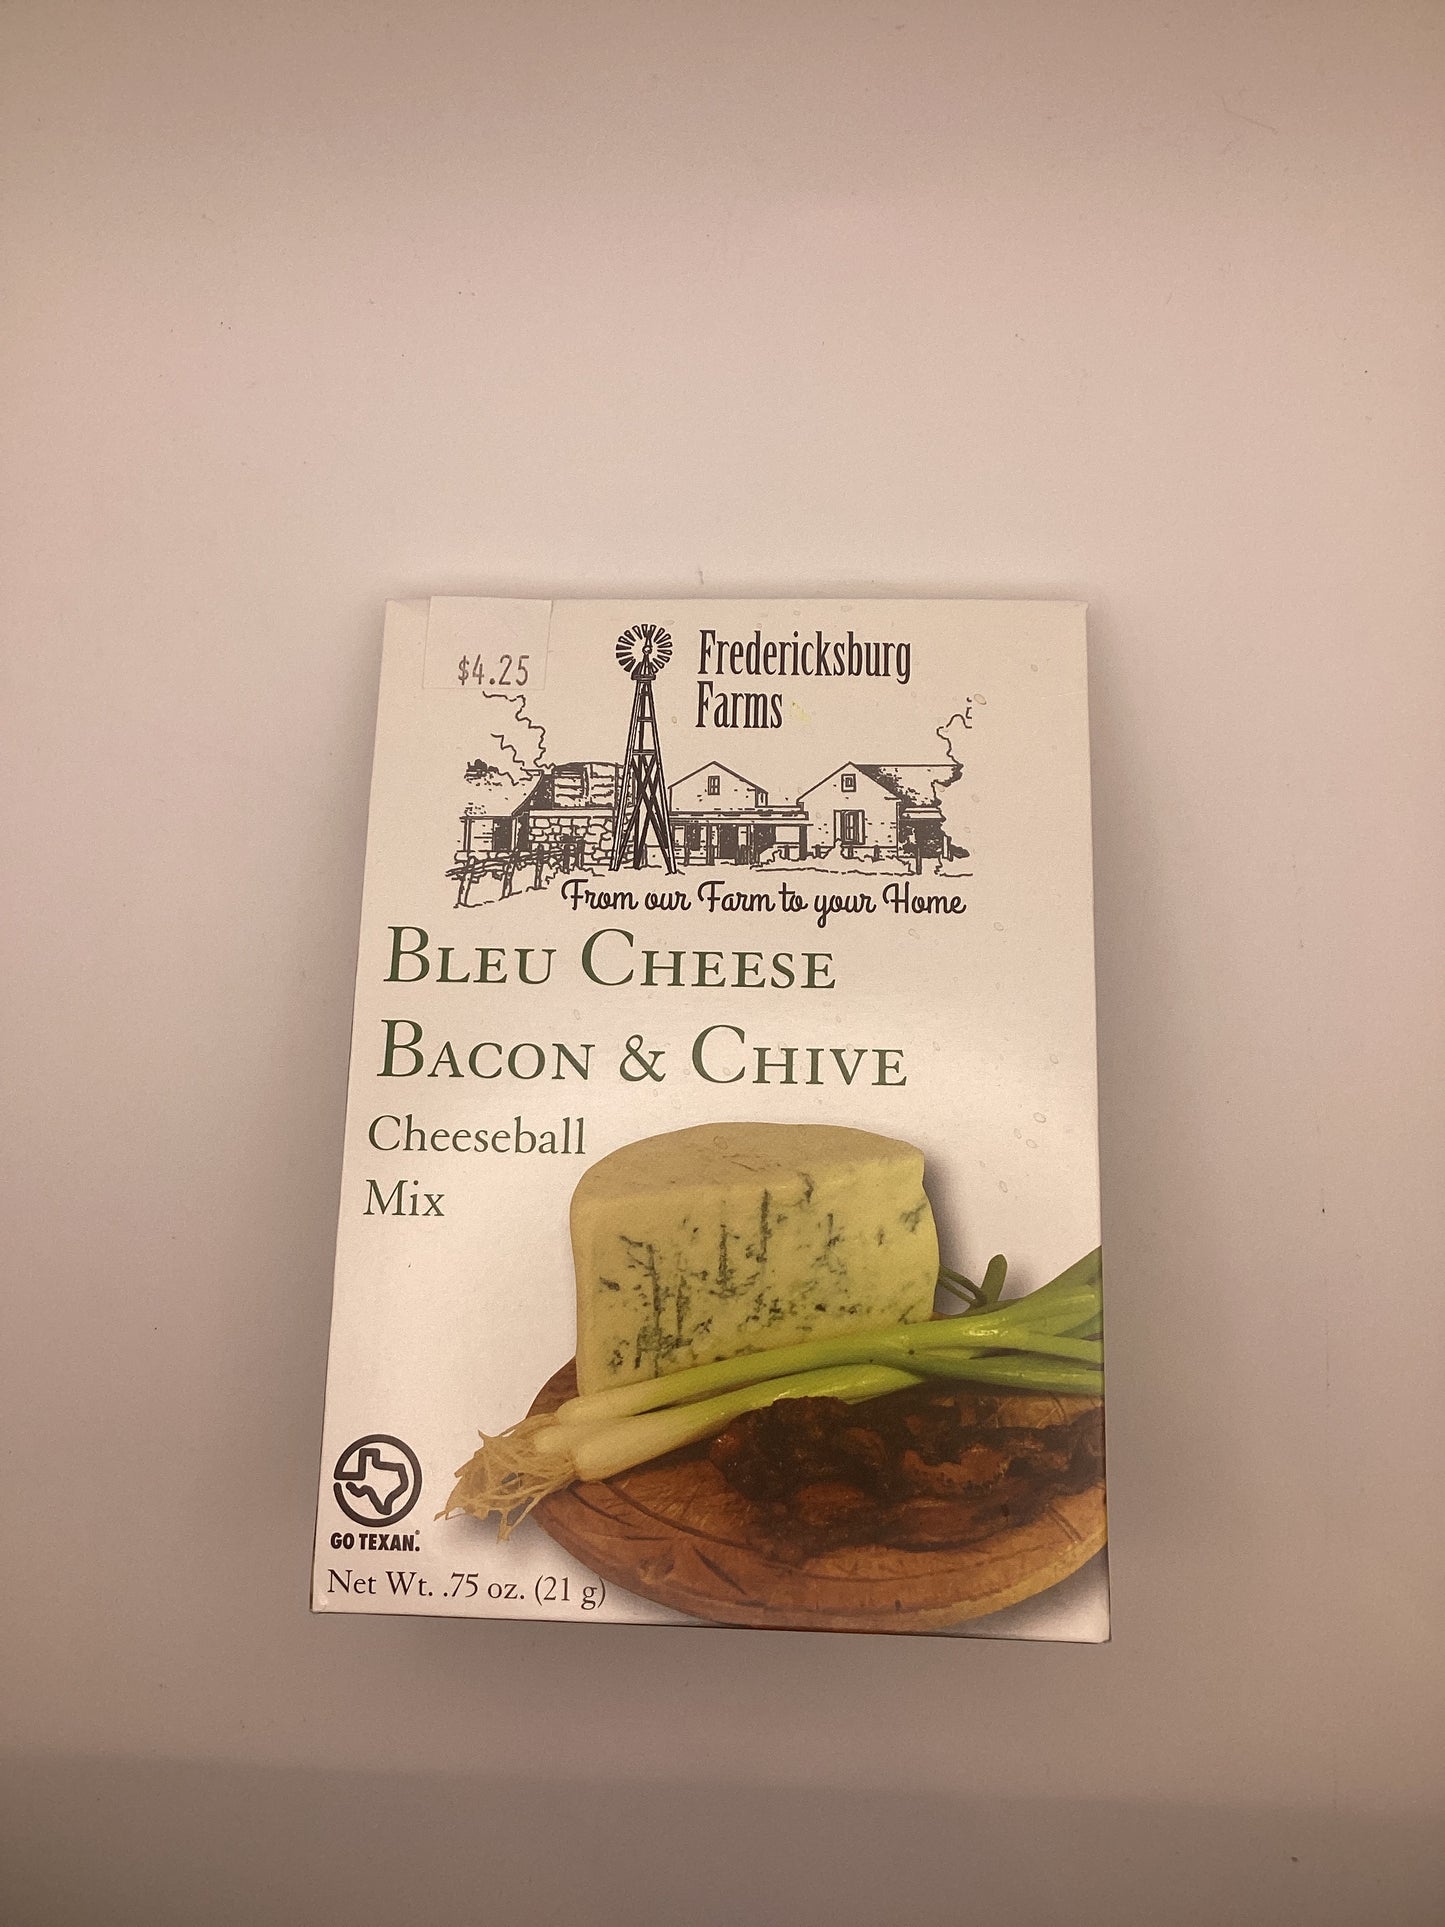 $4.25
Fredericksburg
Farms
From our Farm to your Home
BLEU CHEESE
BACON & CHIVE
Cheeseball
Mix
GO TEXAN.®
Net Wt. .75 oz. (21 g)